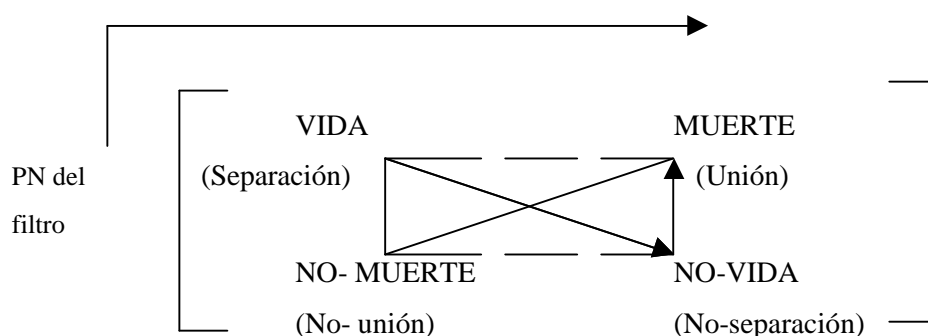 VIDA MUERTE
PN del (Separación) (Unión)
filtro
NO- MUERTE NO-VIDA
(No- unión) (No-separación)